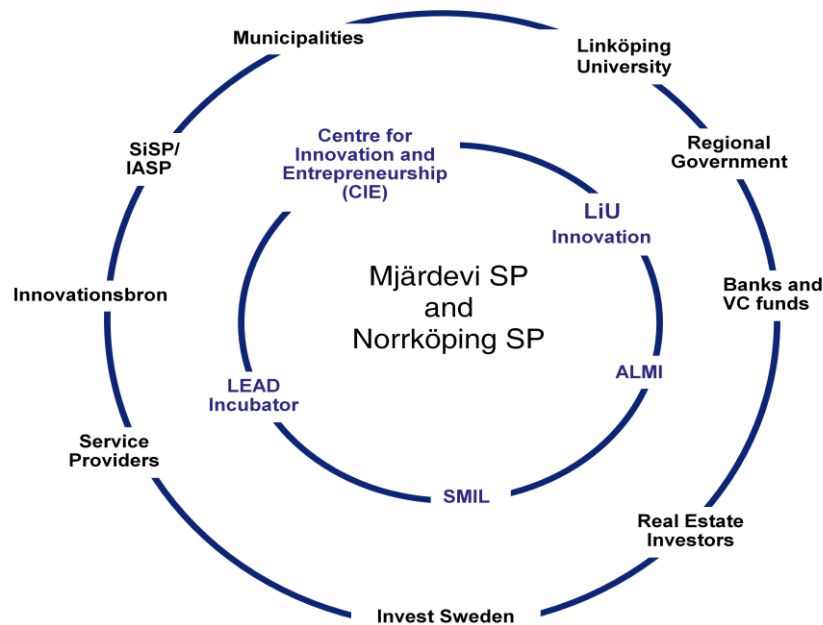 Municipalities
Linköping
University
SiSP/
IASP
Centre for
Innovation and
Entrepreneurship
(CIE)
Regional
Government
LiU
Innovation
Mjärdevi SP
and
Norrköping SP
Innovationsbron
Banks and
VC funds
LEAD
Incubator
ALMI
Service
Providers
SMIL
Real Estate
Investors
Invest Sweden